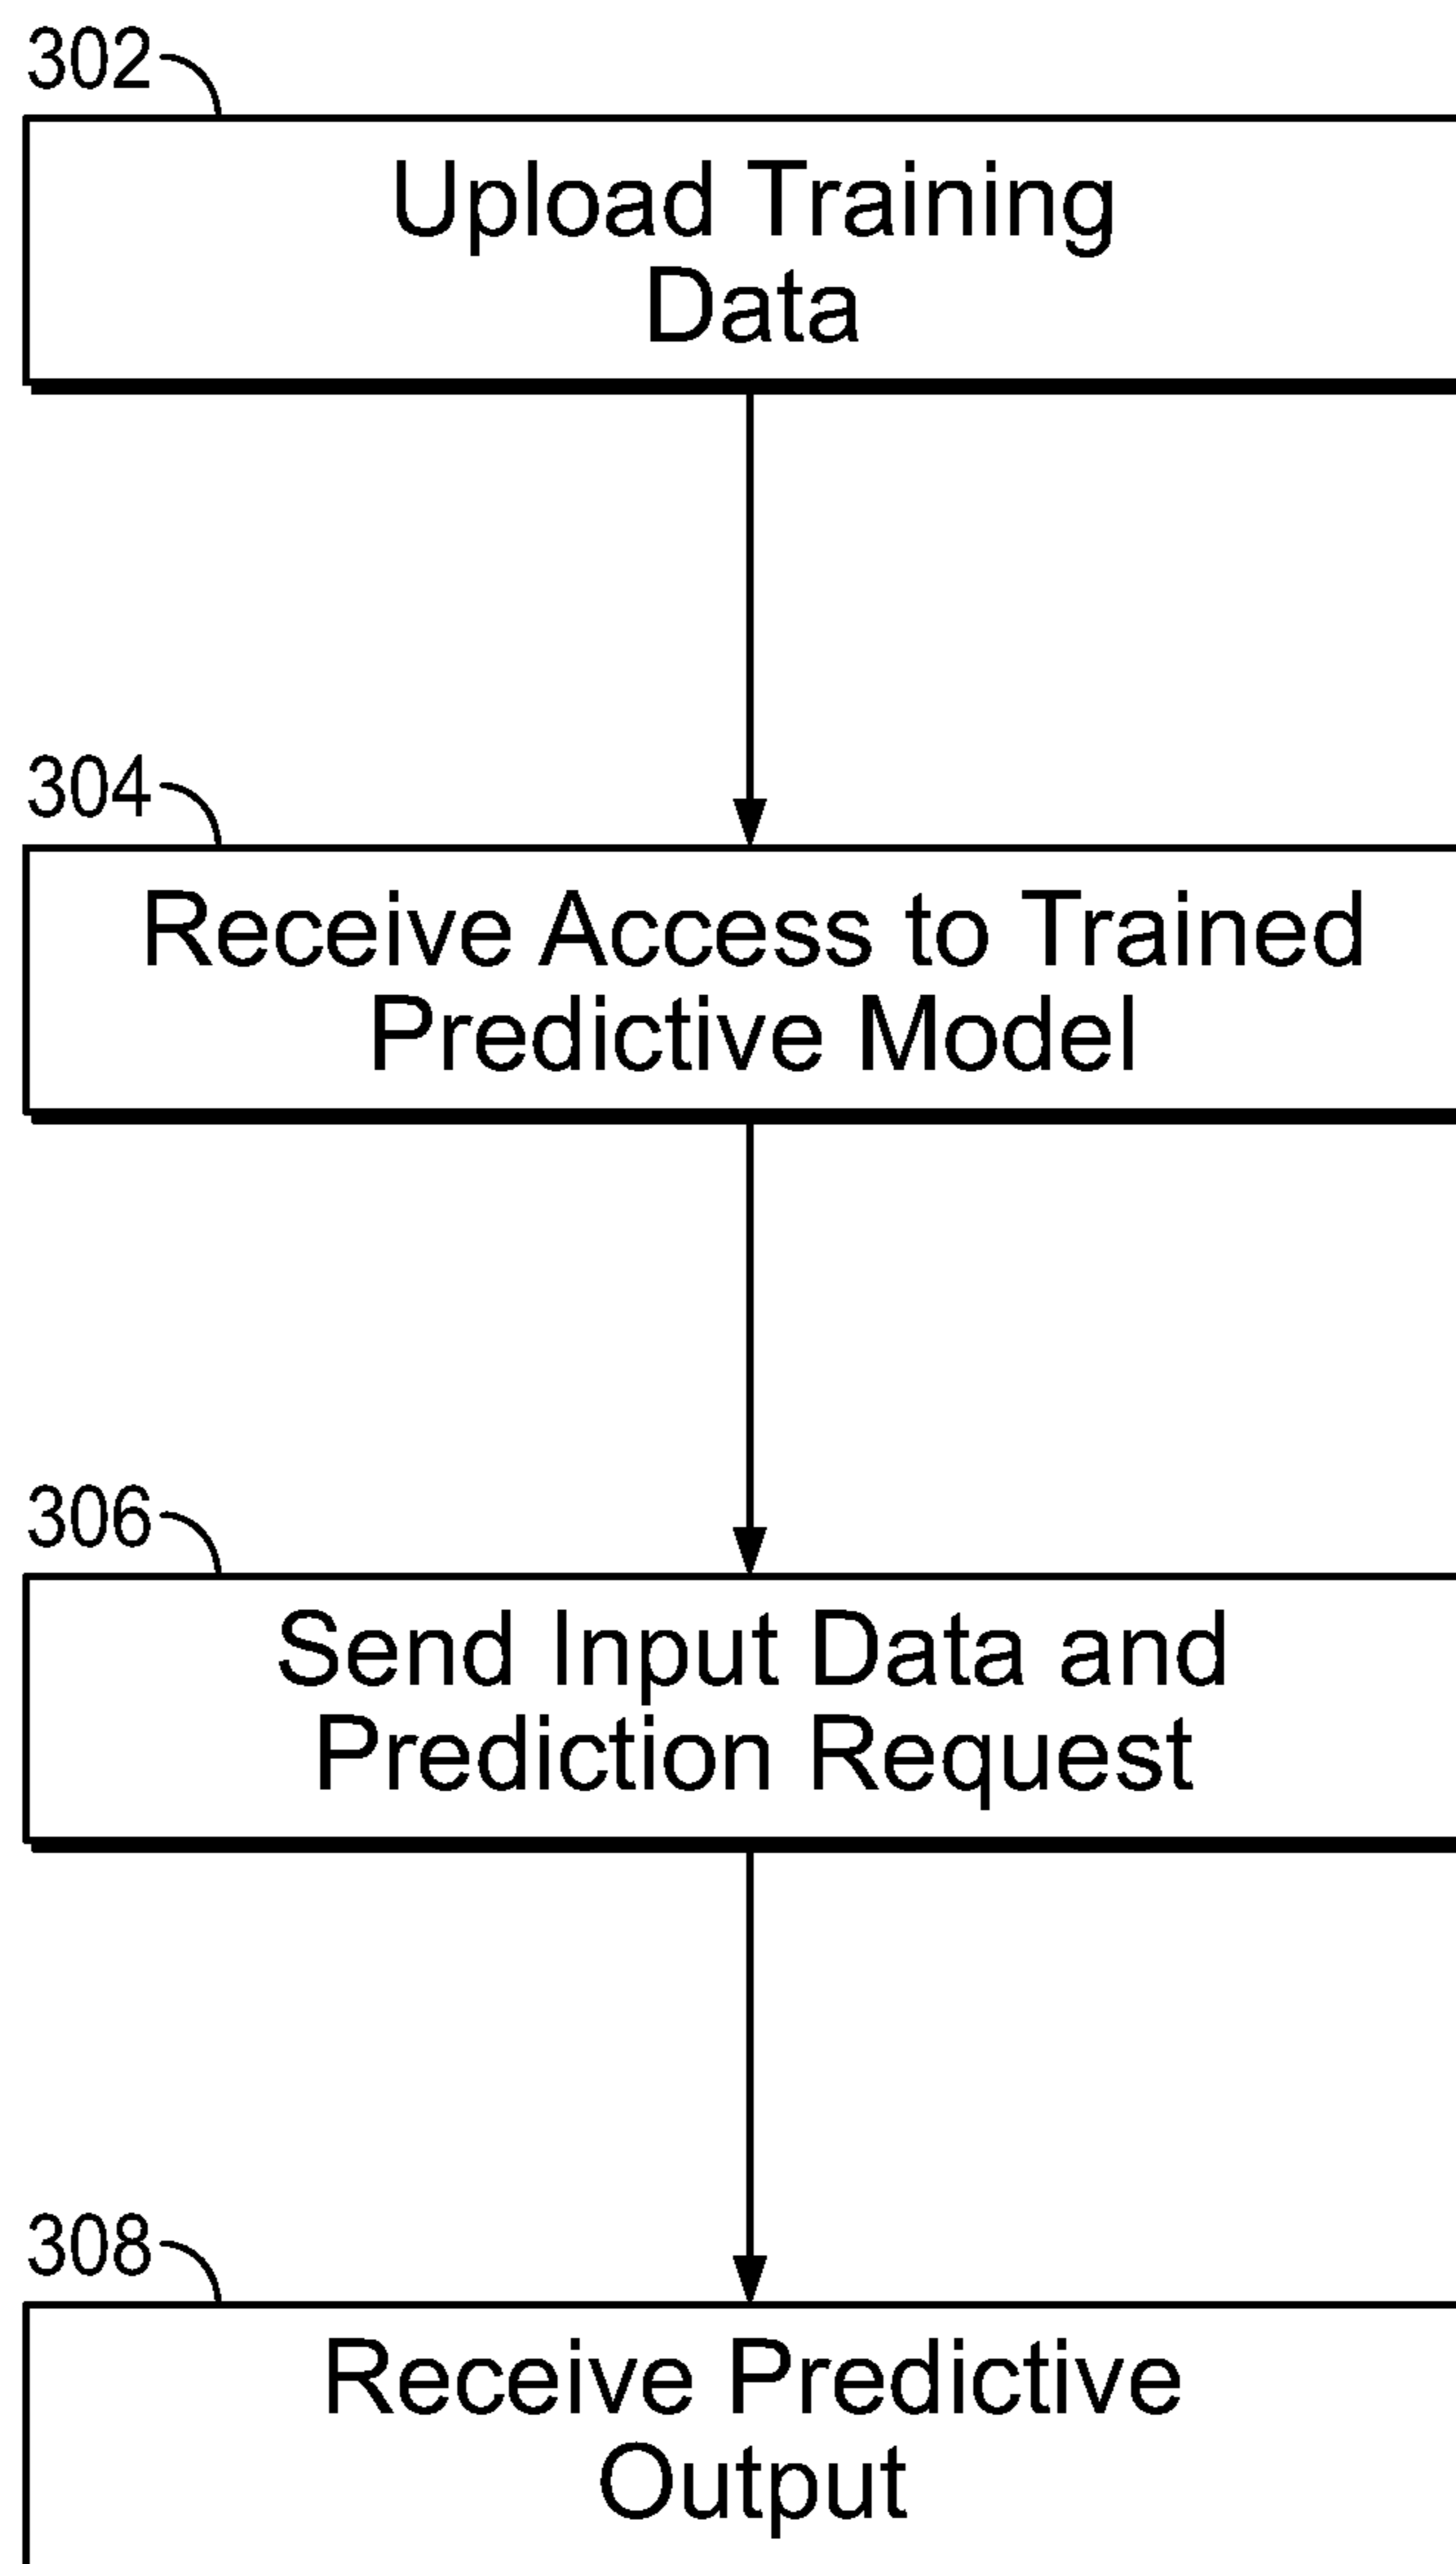 302
Upload Training
Data
304
Receive Access to Trained
Predictive Model
306
Send Input Data and
Prediction Request
308
Receive Predictive
Output